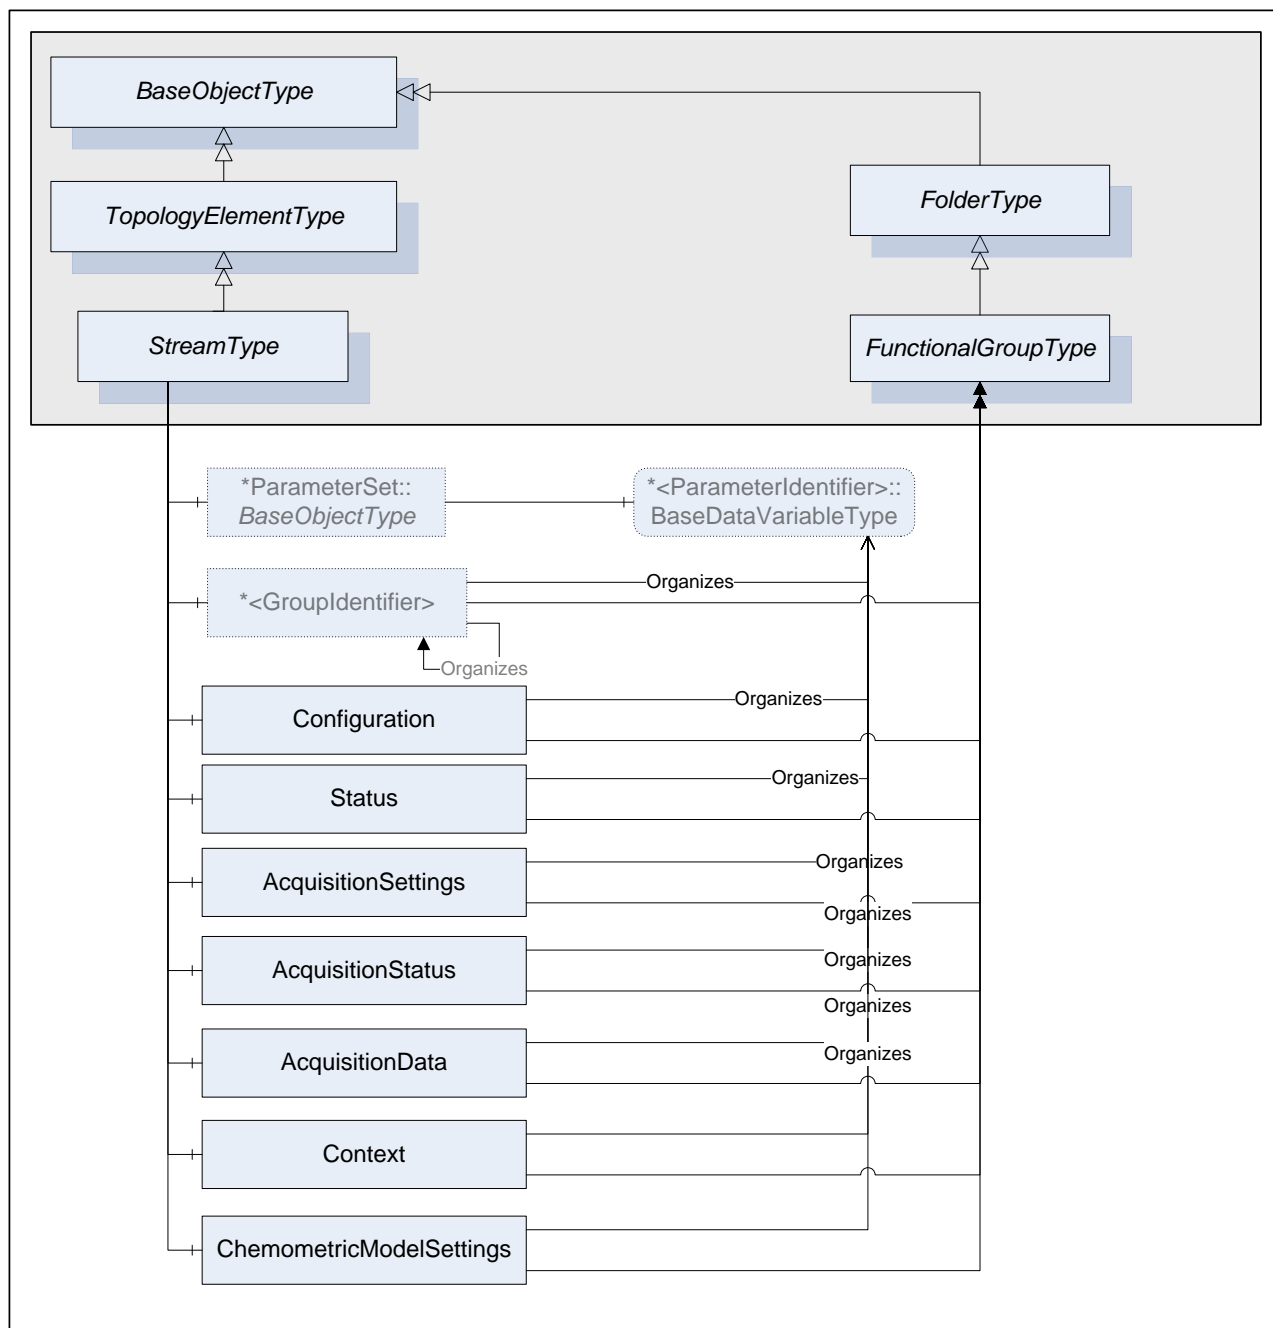 BaseObjectType
TopologyElementType
FolderType
StreamType
FunctionalGroupType
*ParameterSet::
BaseObjectType
*<ParameterIdentifier>::
BaseDataVariableType
Organizes
*<GroupIdentifier>
Organizes
Organizes
Configuration
Organizes
Status
Organizes
AcquisitionSettings
Organizes
Organizes
AcquisitionStatus
Organizes
Organizes
AcquisitionData
Context
ChemometricModelSettings